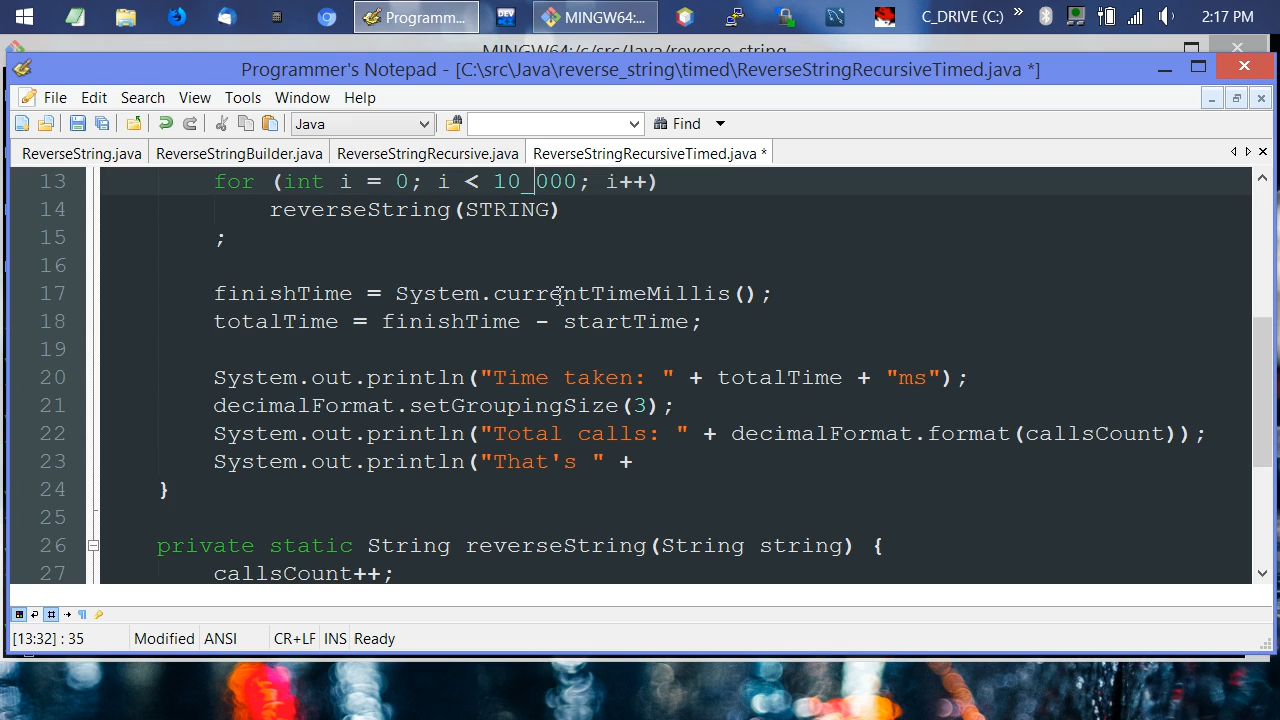 Programm...
MINGW64:...
C_DRIVE (C:)
2:17 PM
MINGW64:/c/src/Java/reverse_string
Programmer's Notepad - [C:\src\Java\reverse_string\timed\ReverseStringRecursiveTimed.java *]
File Edit Search View Tools Window Help
Java
Find
ReverseString.java ReverseStringBuilder.java ReverseStringRecursive.java ReverseStringRecursiveTimed.java *
13 for (int i = 0; i < 10_000; i++)
14 reverseString(STRING)
15 ;
16
17 finishTime = System.currentTimeMillis();
18 totalTime = finishTime - startTime;
19
20 System.out.println("Time taken: " + totalTime + "ms");
21 decimalFormat.setGroupingSize(3);
22 System.out.println("Total calls: " + decimalFormat.format(callsCount));
23 System.out.println("That's " +
24 }
25
26 private static String reverseString(String string) {
27 callsCount++;
[13:32] : 35 Modified ANSI CR+LF INS Ready